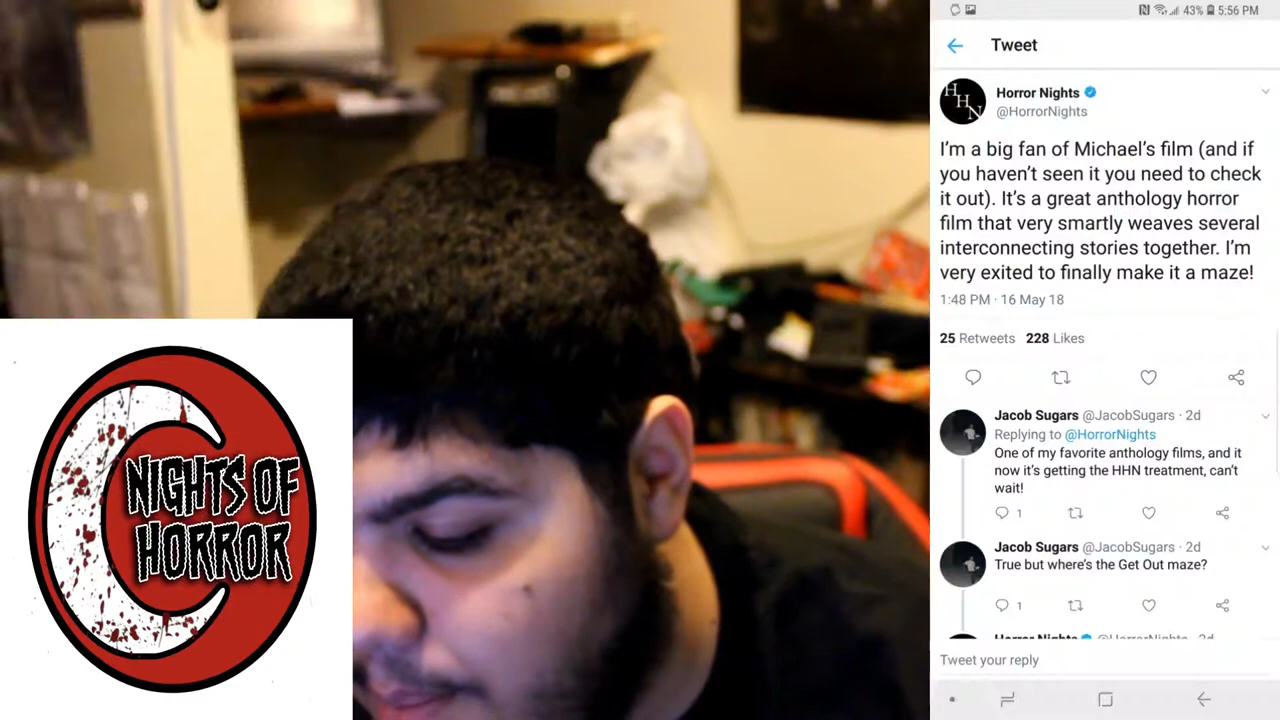 NIGHTS OF
HORROR
43% 5:56 PM
Tweet
HHN
Horror Nights
@HorrorNights
I'm a big fan of Michael's film (and if
you haven't seen it you need to check
it out). It's a great anthology horror
film that very smartly weaves several
interconnecting stories together. I'm
very exited to finally make it a maze!
1:48 PM · 16 May 18
25 Retweets 228 Likes
Jacob Sugars @JacobSugars · 2d
Replying to @HorrorNights
One of my favorite anthology films, and it
now it's getting the HHN treatment, can't
wait!
1
Jacob Sugars @JacobSugars · 2d
True but where's the Get Out maze?
1
Horror Nights @HorrorNights · 2d
Tweet your reply